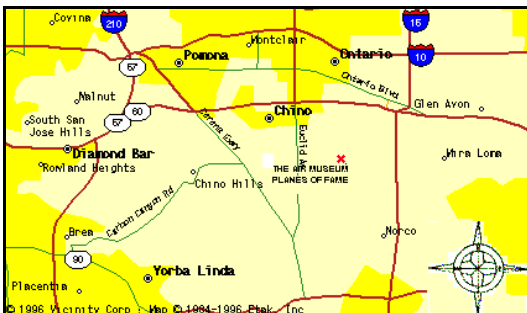 Covina
210
15
Montclair
Pomona
Ontario
10
57
Ontario Blvd
Walnut
60
57
Glen Avon
South San
Jose Hills
Chino
Corona Expy
Euclid Ave
Diamond Bar
Rowland Heights
Mira Loma
THE AIR MUSEUM
PLANES OF FAME
Chino Hills
Carbon Canyon Rd
Brea
Norco
90
Yorba Linda
Placentia
© 1996 Vicinity Corp : Map © 1984-1996 Etak, Inc